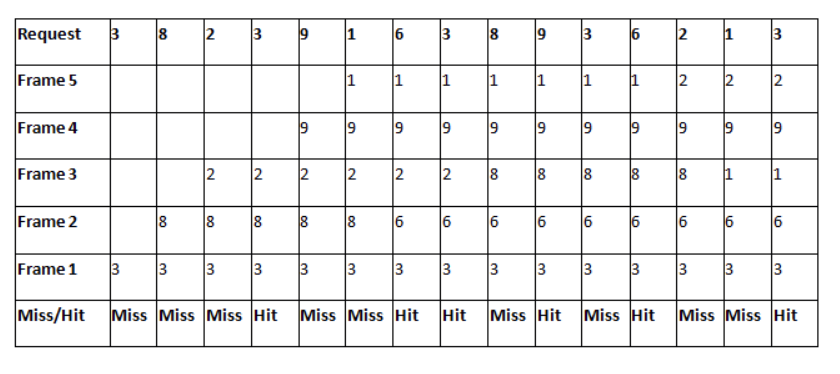 Request 3 8 2 3 9 1 6 3 8 9 3 6 2 1 3
Frame 5 1 1 1 1 1 1 1 2 2 2
Frame 4 9 9 9 9 9 9 9 9 9 9 9
Frame 3 2 2 2 2 2 2 8 8 8 8 8 1 1
Frame 2 8 8 8 8 8 6 6 6 6 6 6 6 6 6
Frame 1 3 3 3 3 3 3 3 3 3 3 3 3 3 3 3
Miss/Hit Miss Miss Miss Hit Miss Miss Hit Hit Miss Hit Miss Hit Miss Miss Hit